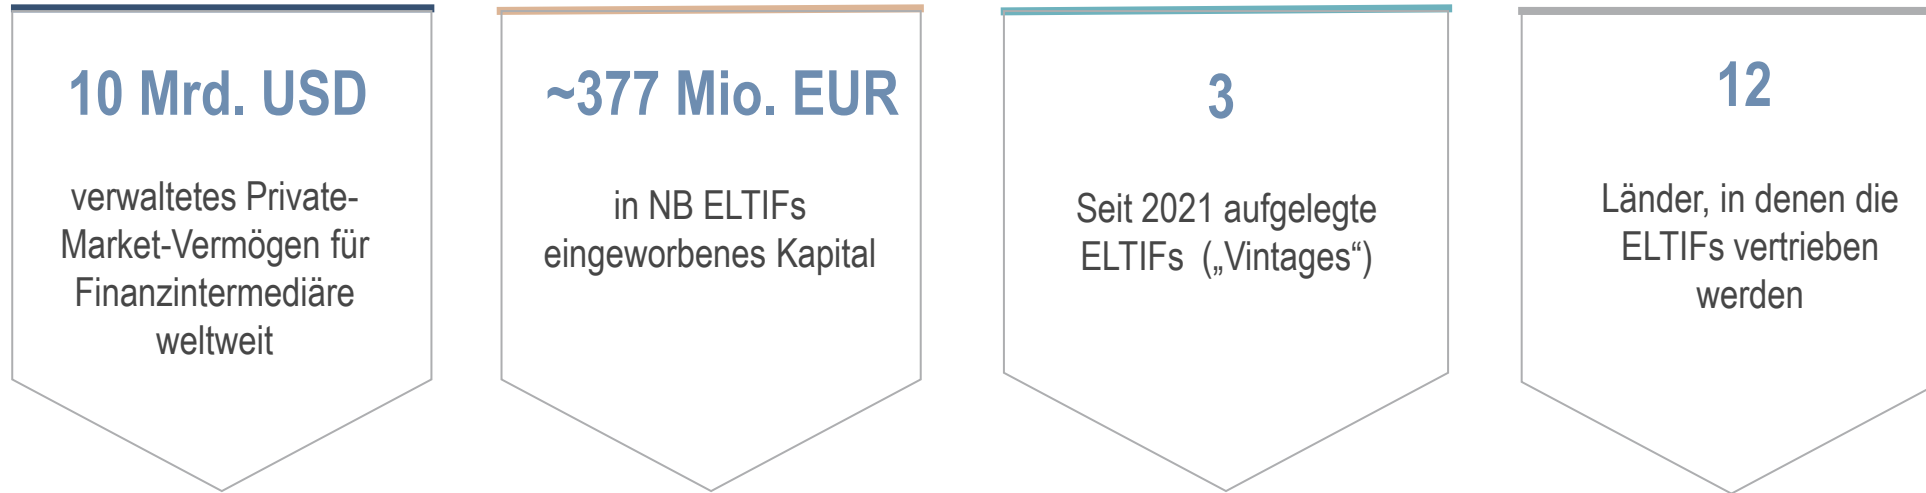 10 Mrd. USD
verwaltetes Private-
Market-Vermögen für
Finanzintermediäre
weltweit
~377 Mio. EUR
in NB ELTIFs
eingeworbenes Kapital
3
Seit 2021 aufgelegte
ELTIFs („Vintages“)
12
Länder, in denen die
ELTIFs vertrieben
werden